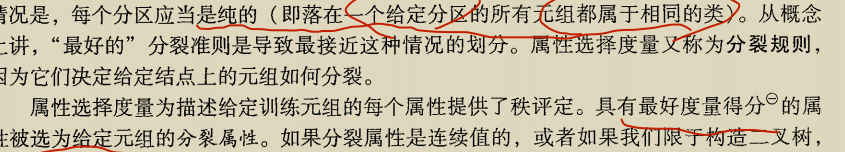 情况是，每个分区应当是纯的（即落在一个给定分区的所有元组都属于相同的类）。从概念
上讲，“最好的”分裂准则是导致最接近这种情况的划分。属性选择度量又称为分裂规则，
因为它们决定给定结点上的元组如何分裂。
属性选择度量为描述给定训练元组的每个属性提供了秩评定。具有最好度量得分㊀的属
性被选为给定元组的分裂属性。如果分裂属性是连续值的，或者如果我们限于构造二叉树，